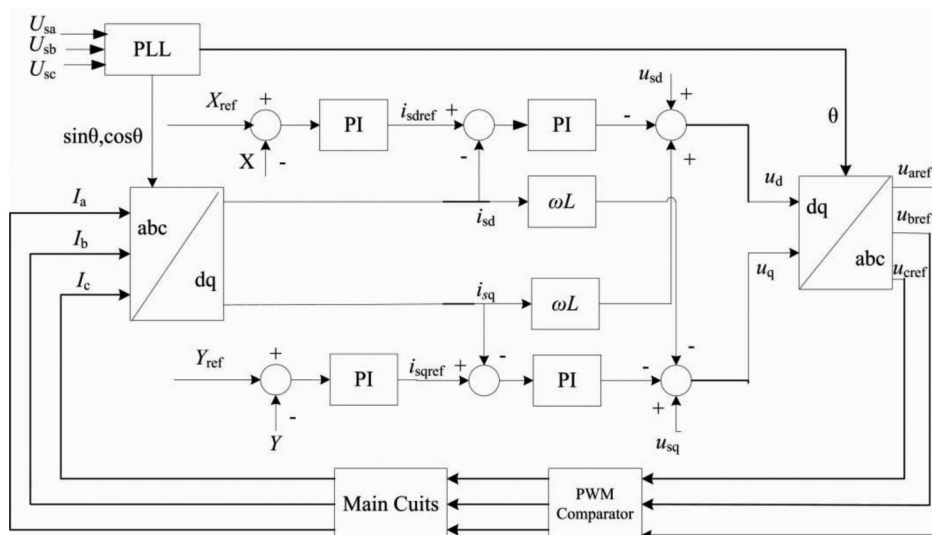 Usa
Usb
Usc
PLL
sinθ,cosθ
Xref
+
X
-
PI
isdref
+
-
PI
-
usd
+
+
θ
Ia
Ib
Ic
abc
dq
isd
ωL
isq
ωL
ud
uq
dq
abc
uaref
ubref
ucref
Yref
+
Y
-
PI
isqref
+
-
PI
-
-
+
usq
Main Cuits
PWM
Comparator